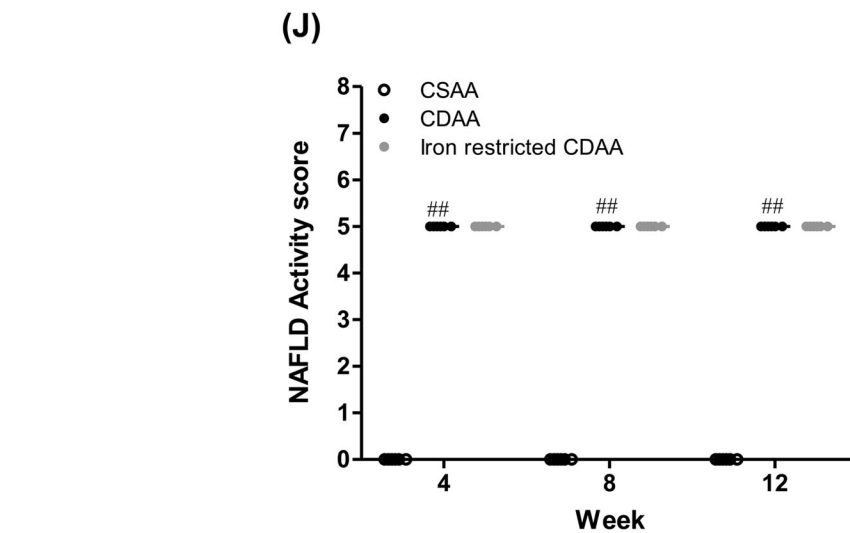 (J)
8
7
6
5
4
3
2
1
0
NAFLD Activity score
CSAA
CDAA
Iron restricted CDAA
## ## ##
4 8 12
Week